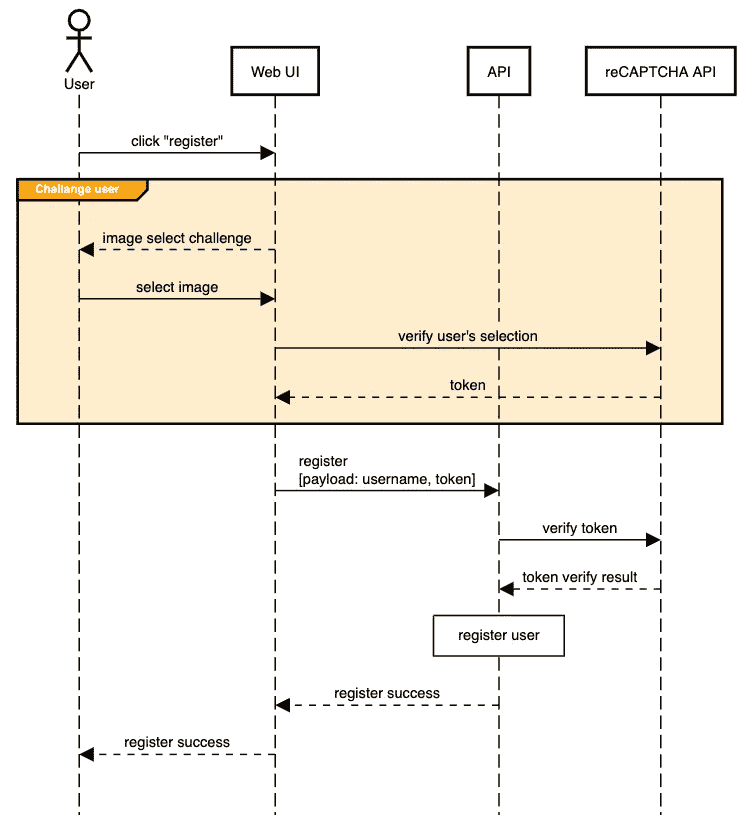 User
Web UI
API
reCAPTCHA API
click "register"
Challange user
image select challenge
select image
verify user's selection
token
register
[payload: username, token]
verify token
token verify result
register user
register success
register success